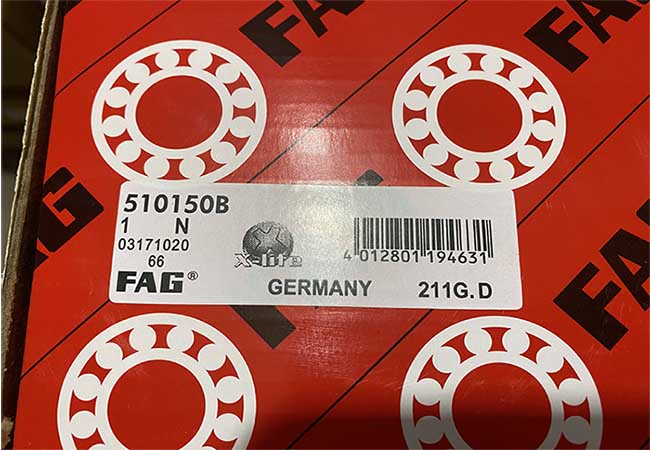 FAG
FAG
510150B
1 N
03171020
66
FAG®
X-life
GERMANY
4 012801 194631
211G.D
FAG
FAG